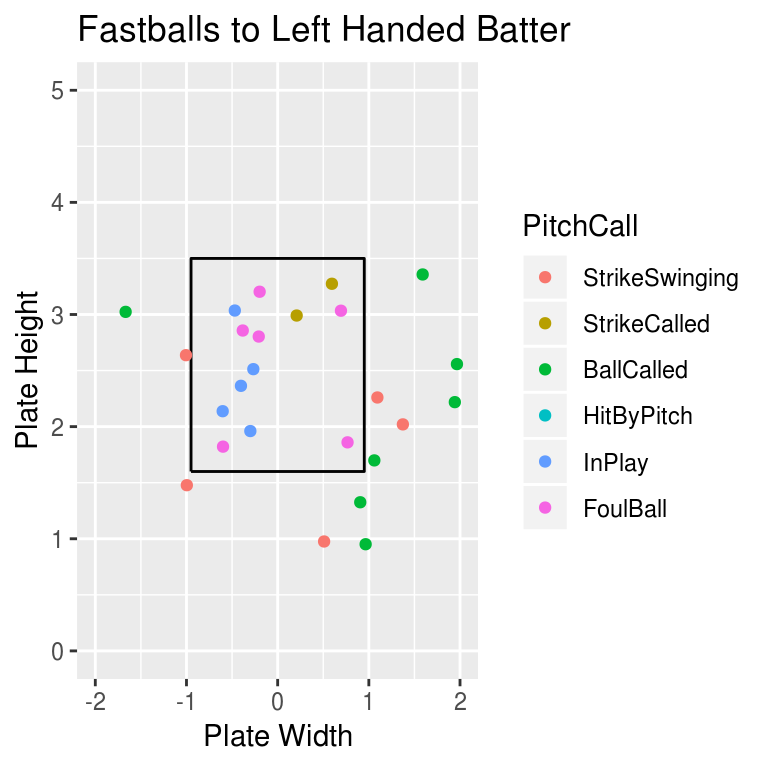 Fastballs to Left Handed Batter
5
4
3
2
1
0
Plate Height
-2 -1 0 1 2
Plate Width
PitchCall
StrikeSwinging
StrikeCalled
BallCalled
HitByPitch
InPlay
FoulBall